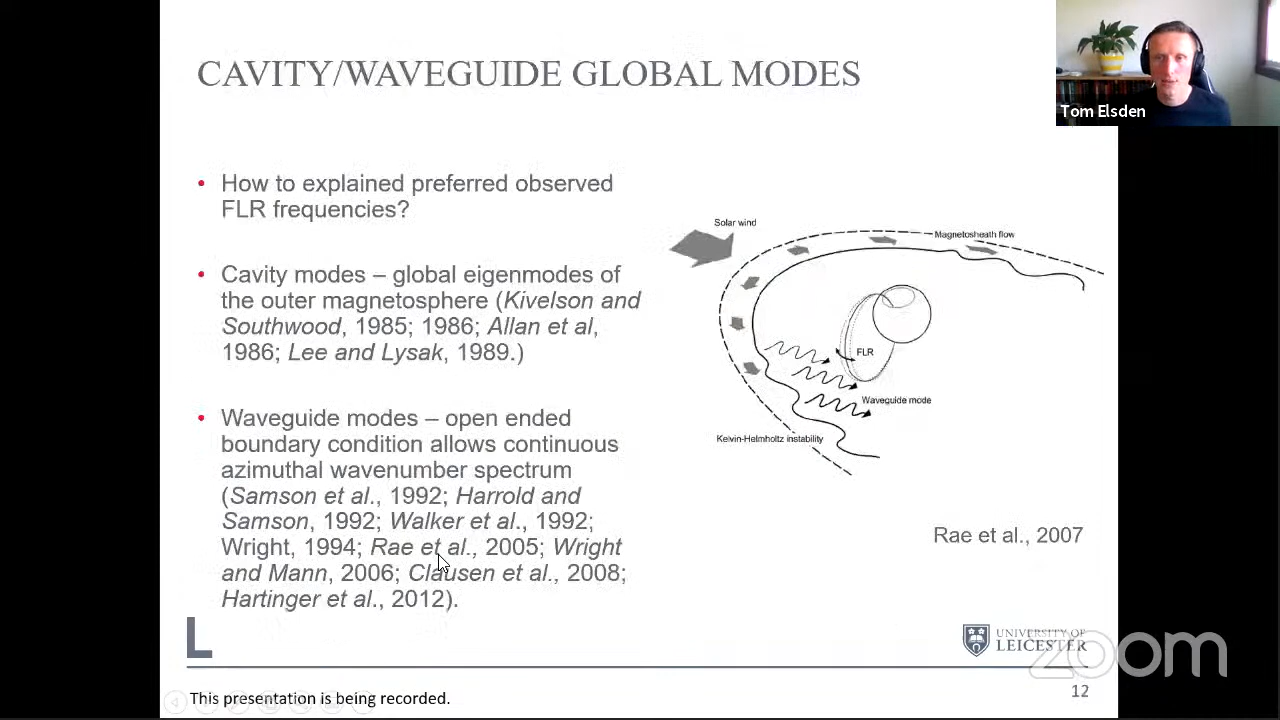 CAVITY/WAVEGUIDE GLOBAL MODES
Tom Elsden
• How to explained preferred observed
FLR frequencies?
• Cavity modes – global eigenmodes of
the outer magnetosphere (Kivelson and
Southwood, 1985; 1986; Allan et al,
1986; Lee and Lysak, 1989.)
• Waveguide modes – open ended
boundary condition allows continuous
azimuthal wavenumber spectrum
(Samson et al., 1992; Harrold and
Samson, 1992; Walker et al., 1992;
Wright, 1994; Rae et al., 2005; Wright
and Mann, 2006; Clausen et al., 2008;
Hartinger et al., 2012).
Solar wind
Magnetosheath flow
FLR
Waveguide mode
Kelvin-Helmholtz instability
Rae et al., 2007
L
UNIVERSITY OF
LEICESTER
zoom
This presentation is being recorded.
12